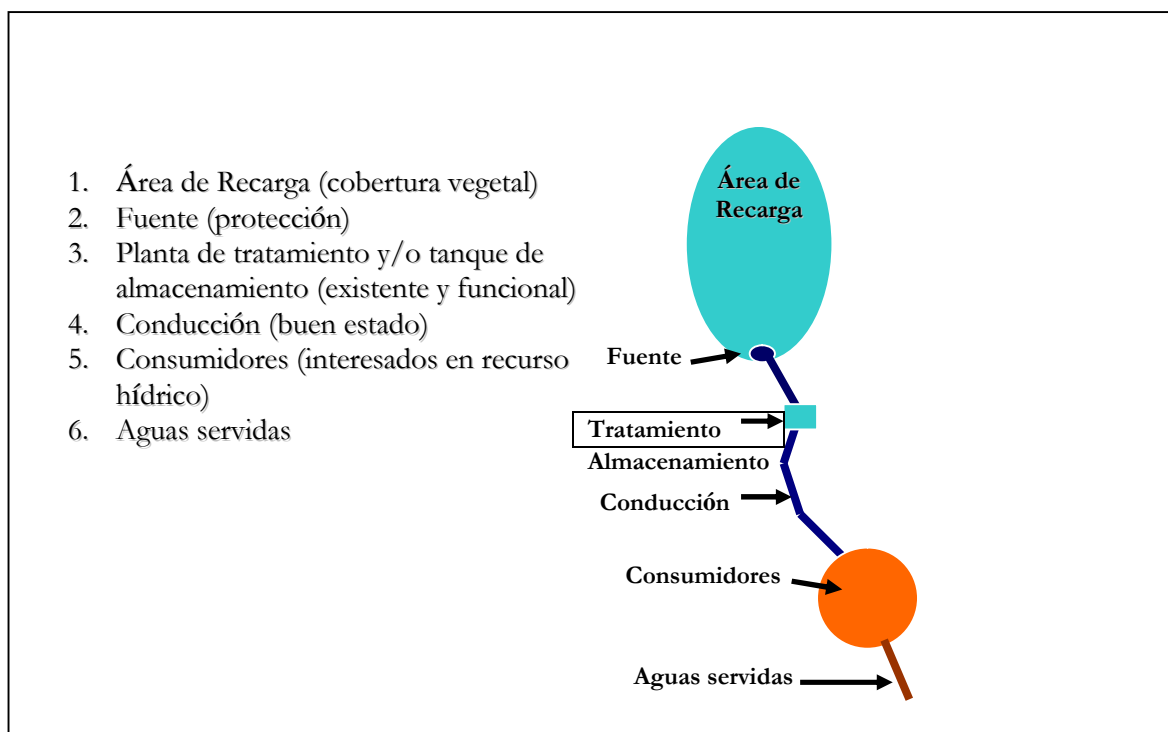 1. Área de Recarga (cobertura vegetal)
2. Fuente (protección)
3. Planta de tratamiento y/o tanque de
almacenamiento (existente y funcional)
4. Conducción (buen estado)
5. Consumidores (interesados en recurso
hídrico)
6. Aguas servidas
Área de
Recarga
Fuente
Tratamiento
Almacenamiento
Conducción
Consumidores
Aguas servidas